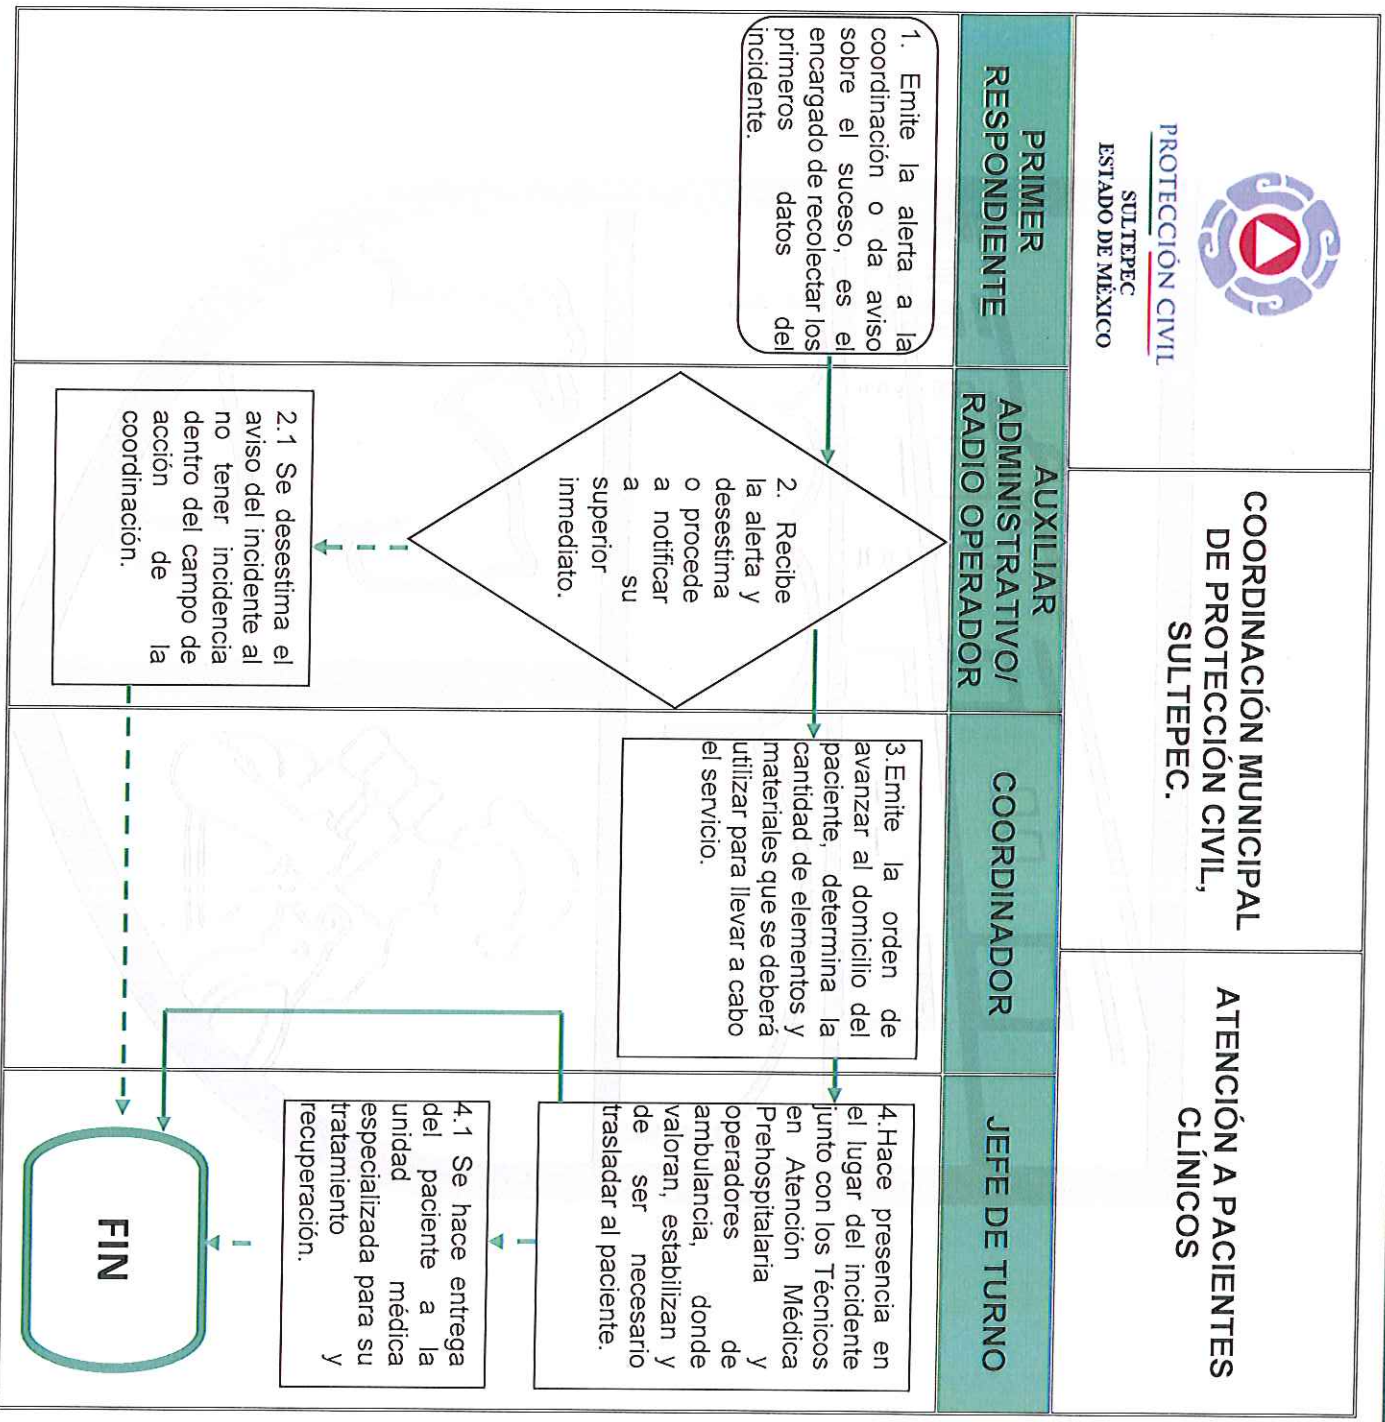 PROTECCIÓN CIVIL
SULTEPEC
ESTADO DE MÉXICO
COORDINACIÓN MUNICIPAL
DE PROTECCIÓN CIVIL,
SULTEPEC.
ATENCIÓN A PACIENTES
CLÍNICOS
PRIMER
RESPONDIENTE
AUXILIAR
ADMINISTRATIVO/
RADIO OPERADOR
COORDINADOR
JEFE DE TURNO
1. Emite la alerta a la
coordinación o da aviso
sobre el suceso, es el
encargado de recolectar los
primeros datos del
incidente.
2. Recibe
la alerta y
desestima
o procede
a notificar
a su
superior
inmediato.
2.1 Se desestima el
aviso del incidente al
no tener incidencia
dentro del campo de
acción de la
coordinación.
3.Emite la orden de
avanzar al domicilio del
paciente, determina la
cantidad de elementos y
materiales que se deberá
utilizar para llevar a cabo
el servicio.
4.Hace presencia en
el lugar del incidente
junto con los Técnicos
en Atención Médica
Prehospitalaria y
operadores de
ambulancia, donde
valoran, estabilizan y
de ser necesario
trasladar al paciente.
4.1 Se hace entrega
del paciente a la
unidad médica
especializada para su
tratamiento y
recuperación.
FIN